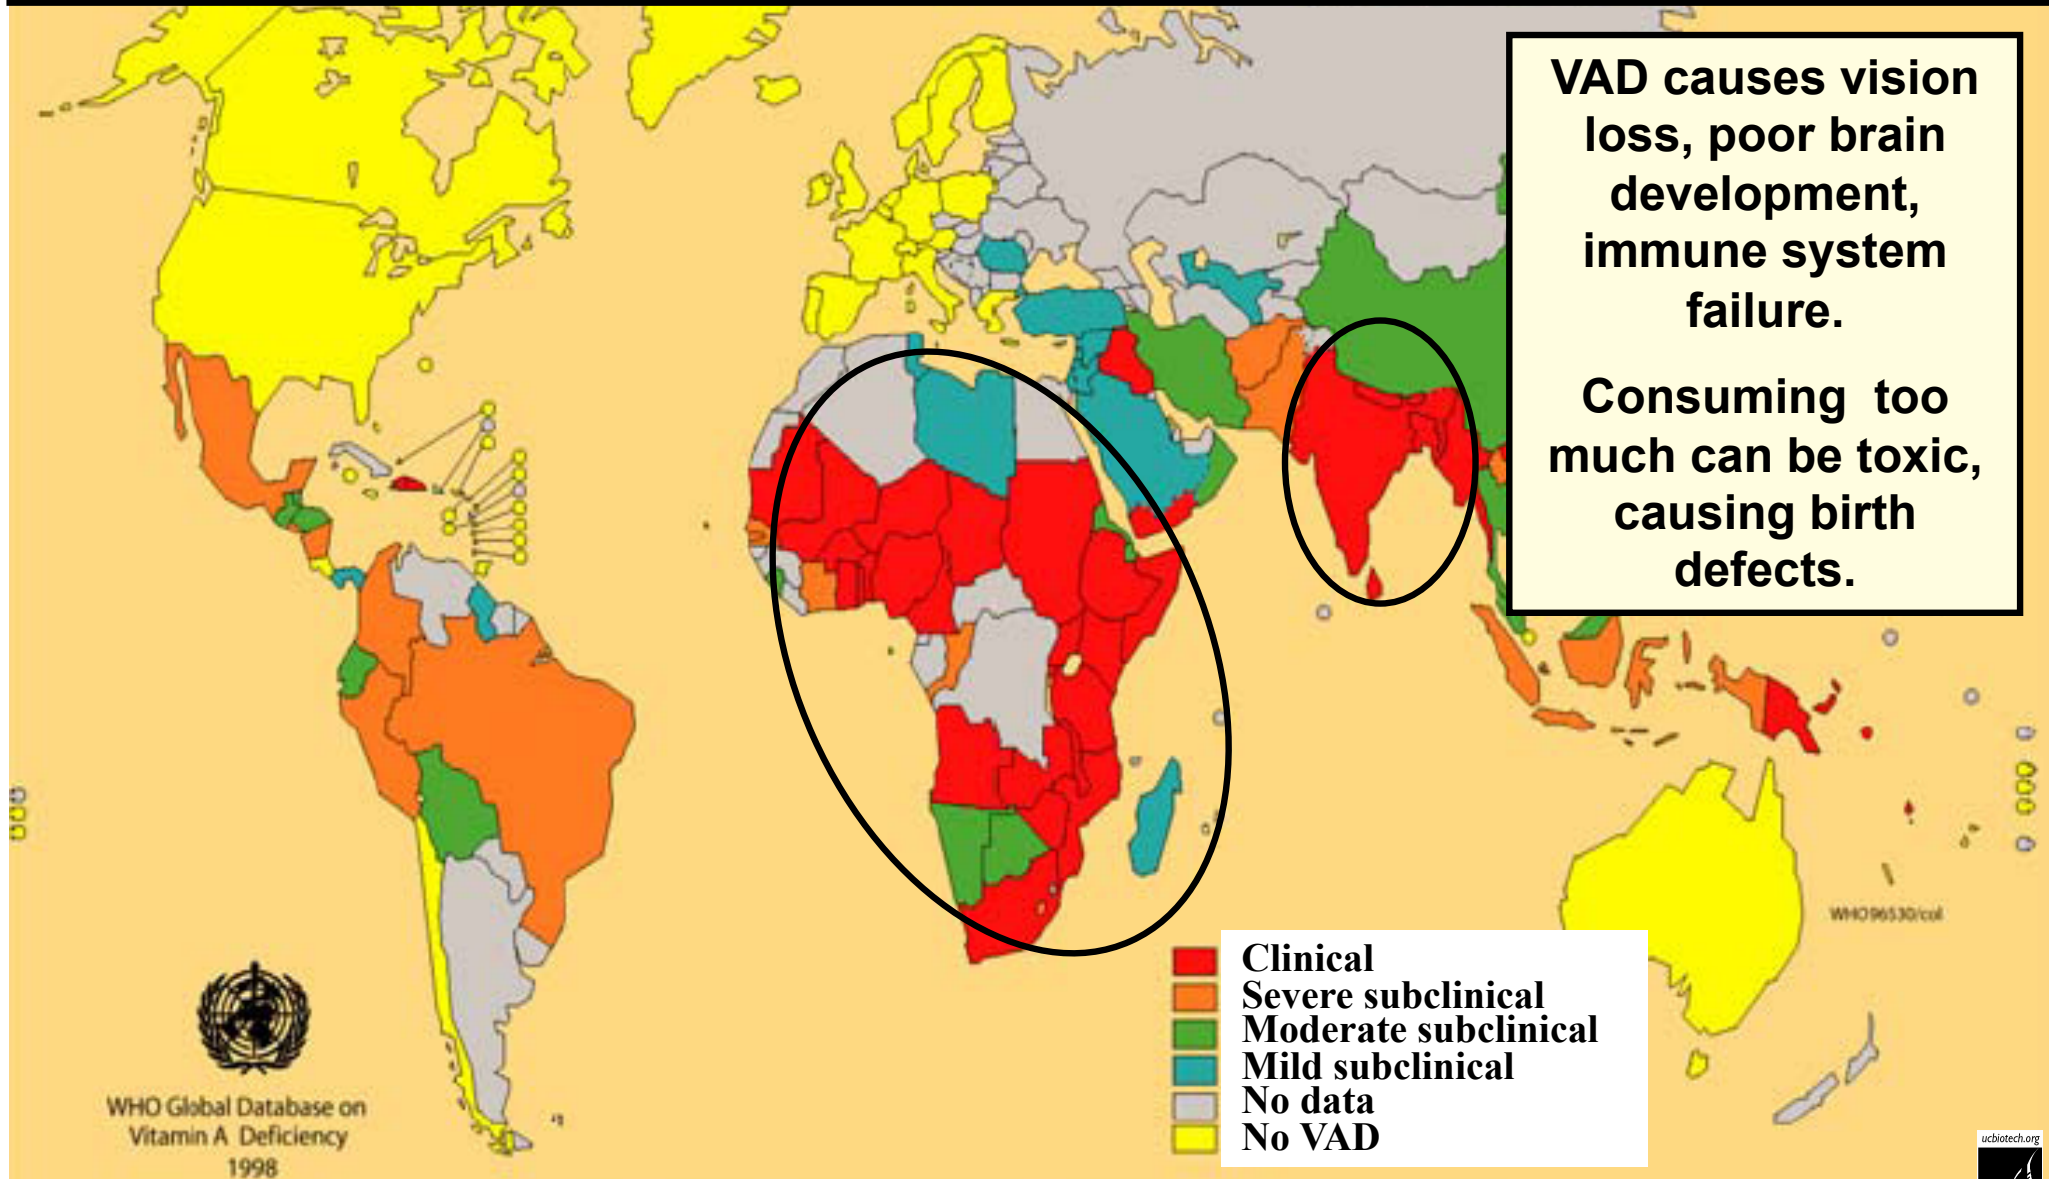 VAD causes vision
loss, poor brain
development,
immune system
failure.
Consuming too
much can be toxic,
causing birth
defects.
WHO96530/col
Clinical
Severe subclinical
Moderate subclinical
Mild subclinical
No data
No VAD
WHO Global Database on
Vitamin A Deficiency
1998
ucbiotech.org